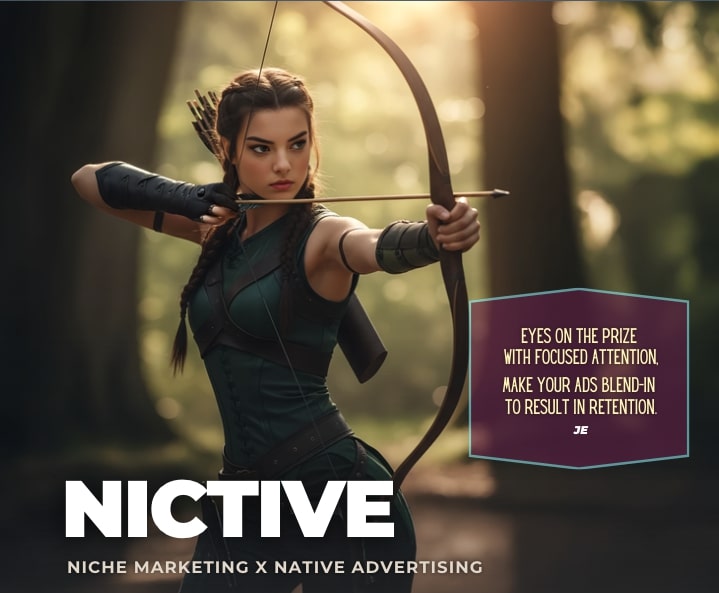 EYES ON THE PRIZE
WITH FOCUSED ATTENTION,
MAKE YOUR ADS BLEND-IN
TO RESULT IN RETENTION.
JE
NICTIVE
NICHE MARKETING X NATIVE ADVERTISING